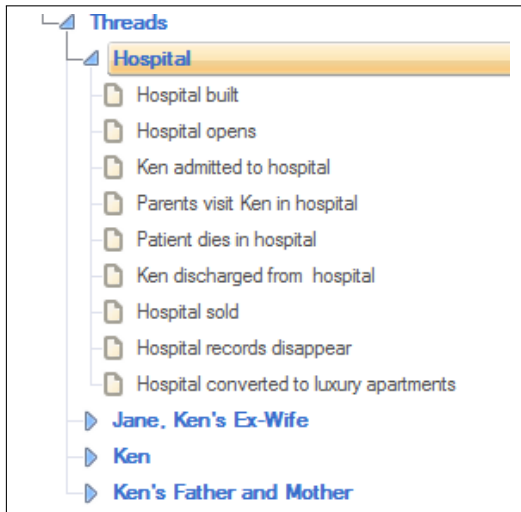 Threads
Hospital
Hospital built
Hospital opens
Ken admitted to hospital
Parents visit Ken in hospital
Patient dies in hospital
Ken discharged from  hospital
Hospital sold
Hospital records disappear
Hospital converted to luxury apartments
Jane, Ken's Ex-Wife
Ken
Ken's Father and Mother